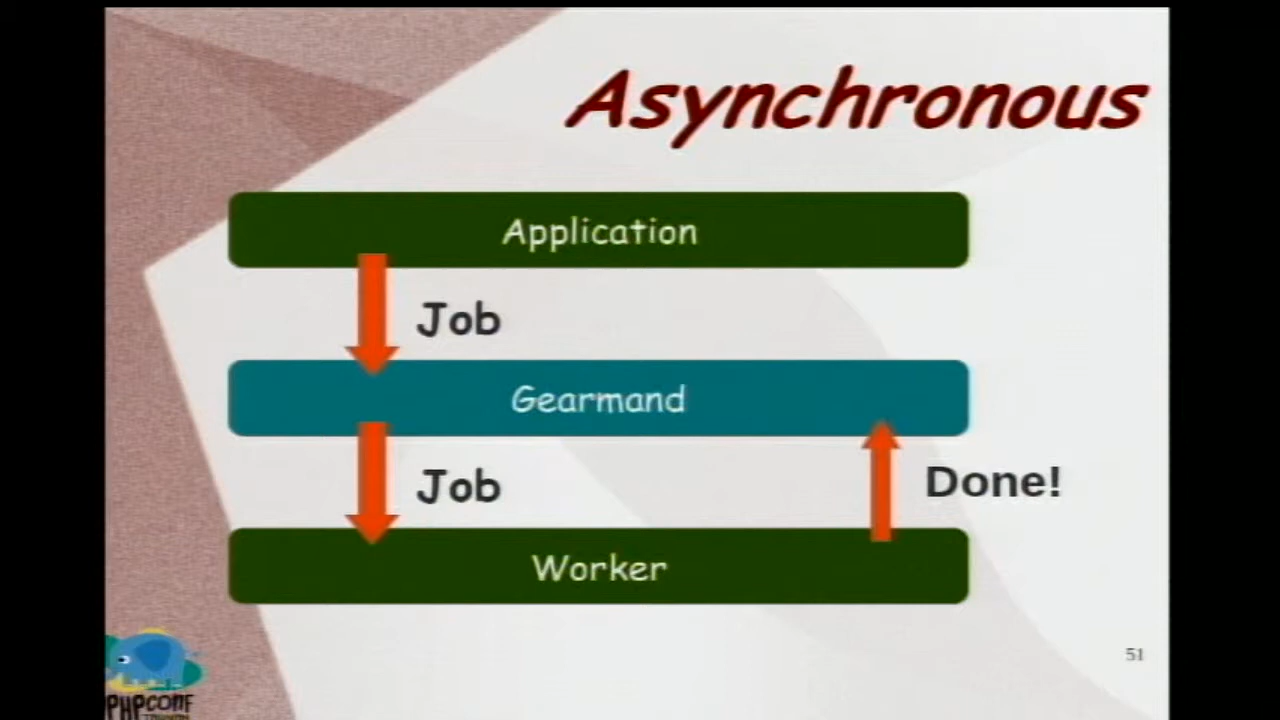 Asynchronous
Application
Job
Gearmand
Job
Done!
Worker
51
PHPCONF